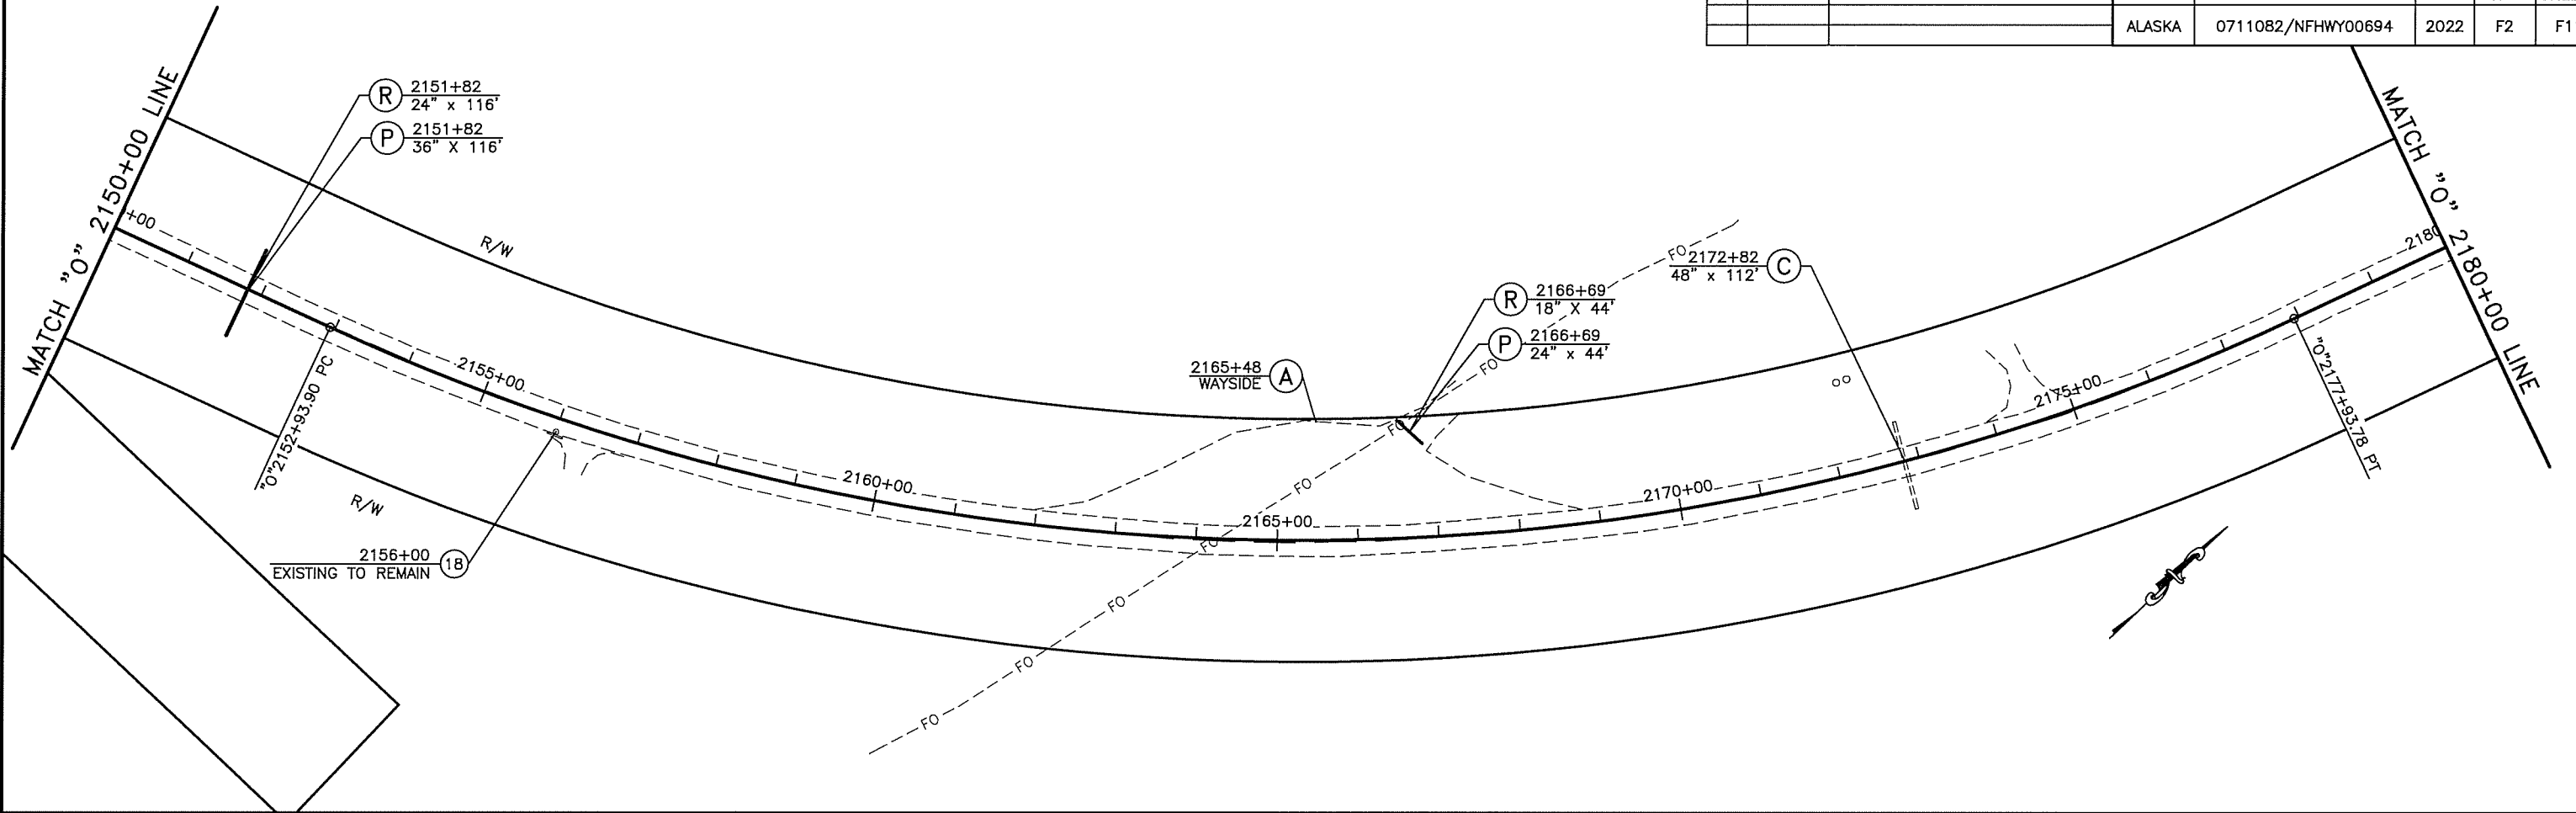 ALASKA 0711082/NFHWY00694 2022 F2 F1
MATCH "O" 2150+00 LINE
+00
R 2151+82
24" x 116'
P 2151+82
36" X 116'
R/W
"O"2152+93.90 PC
2155+00
R/W
2156+00
EXISTING TO REMAIN 18
2160+00
2165+48
WAYSIDE A
2165+00
R 2166+69
18" X 44'
P 2166+69
24" x 44'
FO
FO
FO
FO
FO
FO
FO
FO
2170+00
2172+82
48" x 112' C
2175+00
"O"2177+93.78 PT
2180
MATCH "O" 2180+00 LINE